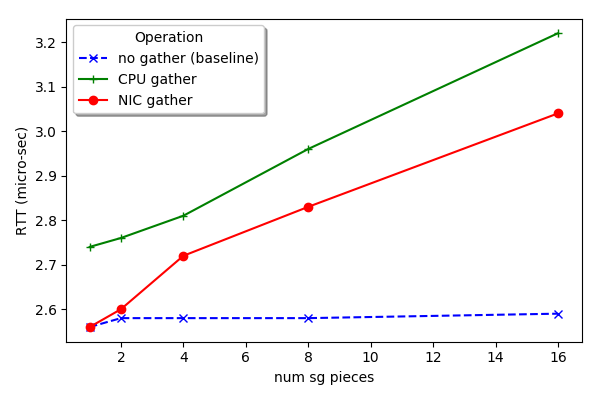 Operation
no gather (baseline)
CPU gather
NIC gather
RTT (micro-sec)
3.2
3.1
3.0
2.9
2.8
2.7
2.6
2 4 6 8 10 12 14 16
num sg pieces